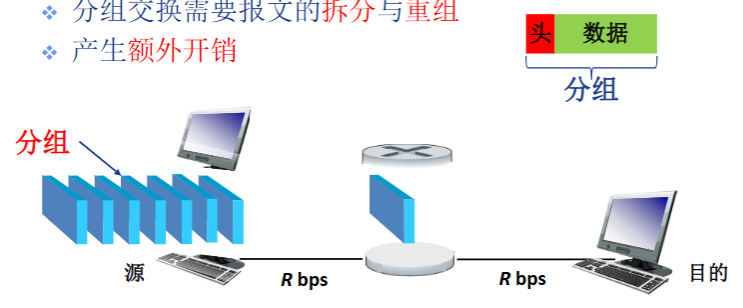 分组交换需要报文的拆分与重组
产生额外开销
头 数据
分组
分组
源
R bps
R bps
目的